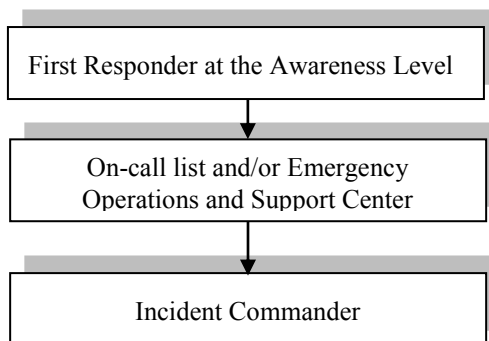 First Responder at the Awareness Level
On-call list and/or Emergency
Operations and Support Center
Incident Commander